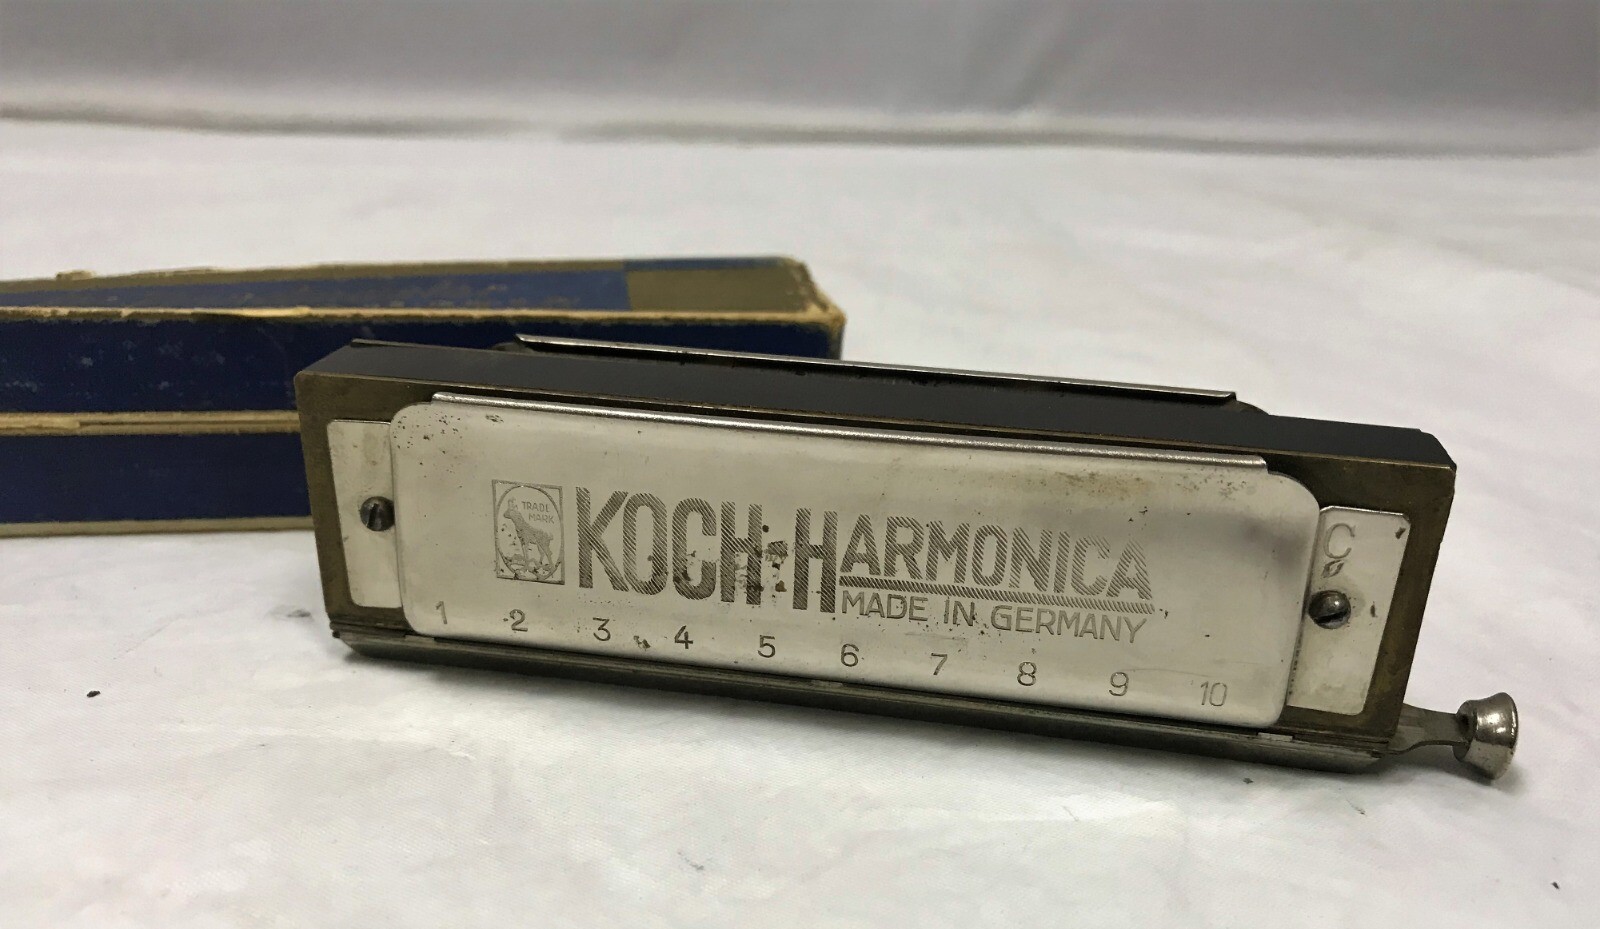 TRADE
MARK
KOCH-HARMONICA
MADE IN GERMANY
C
1 2 3 4 5 6 7 8 9 10